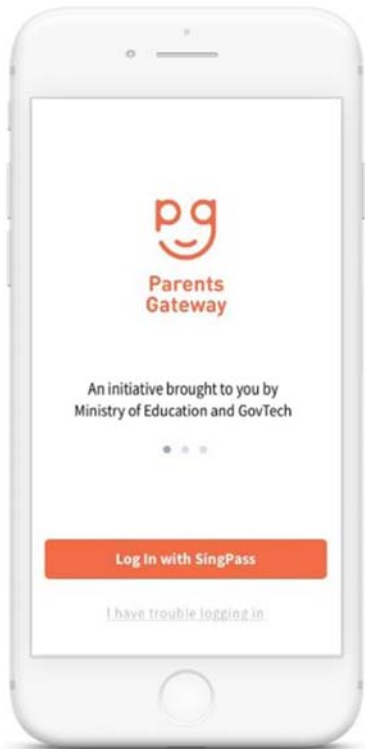 pg
Parents
Gateway
An initiative brought to you by
Ministry of Education and GovTech
Log In with SingPass
I have trouble logging in